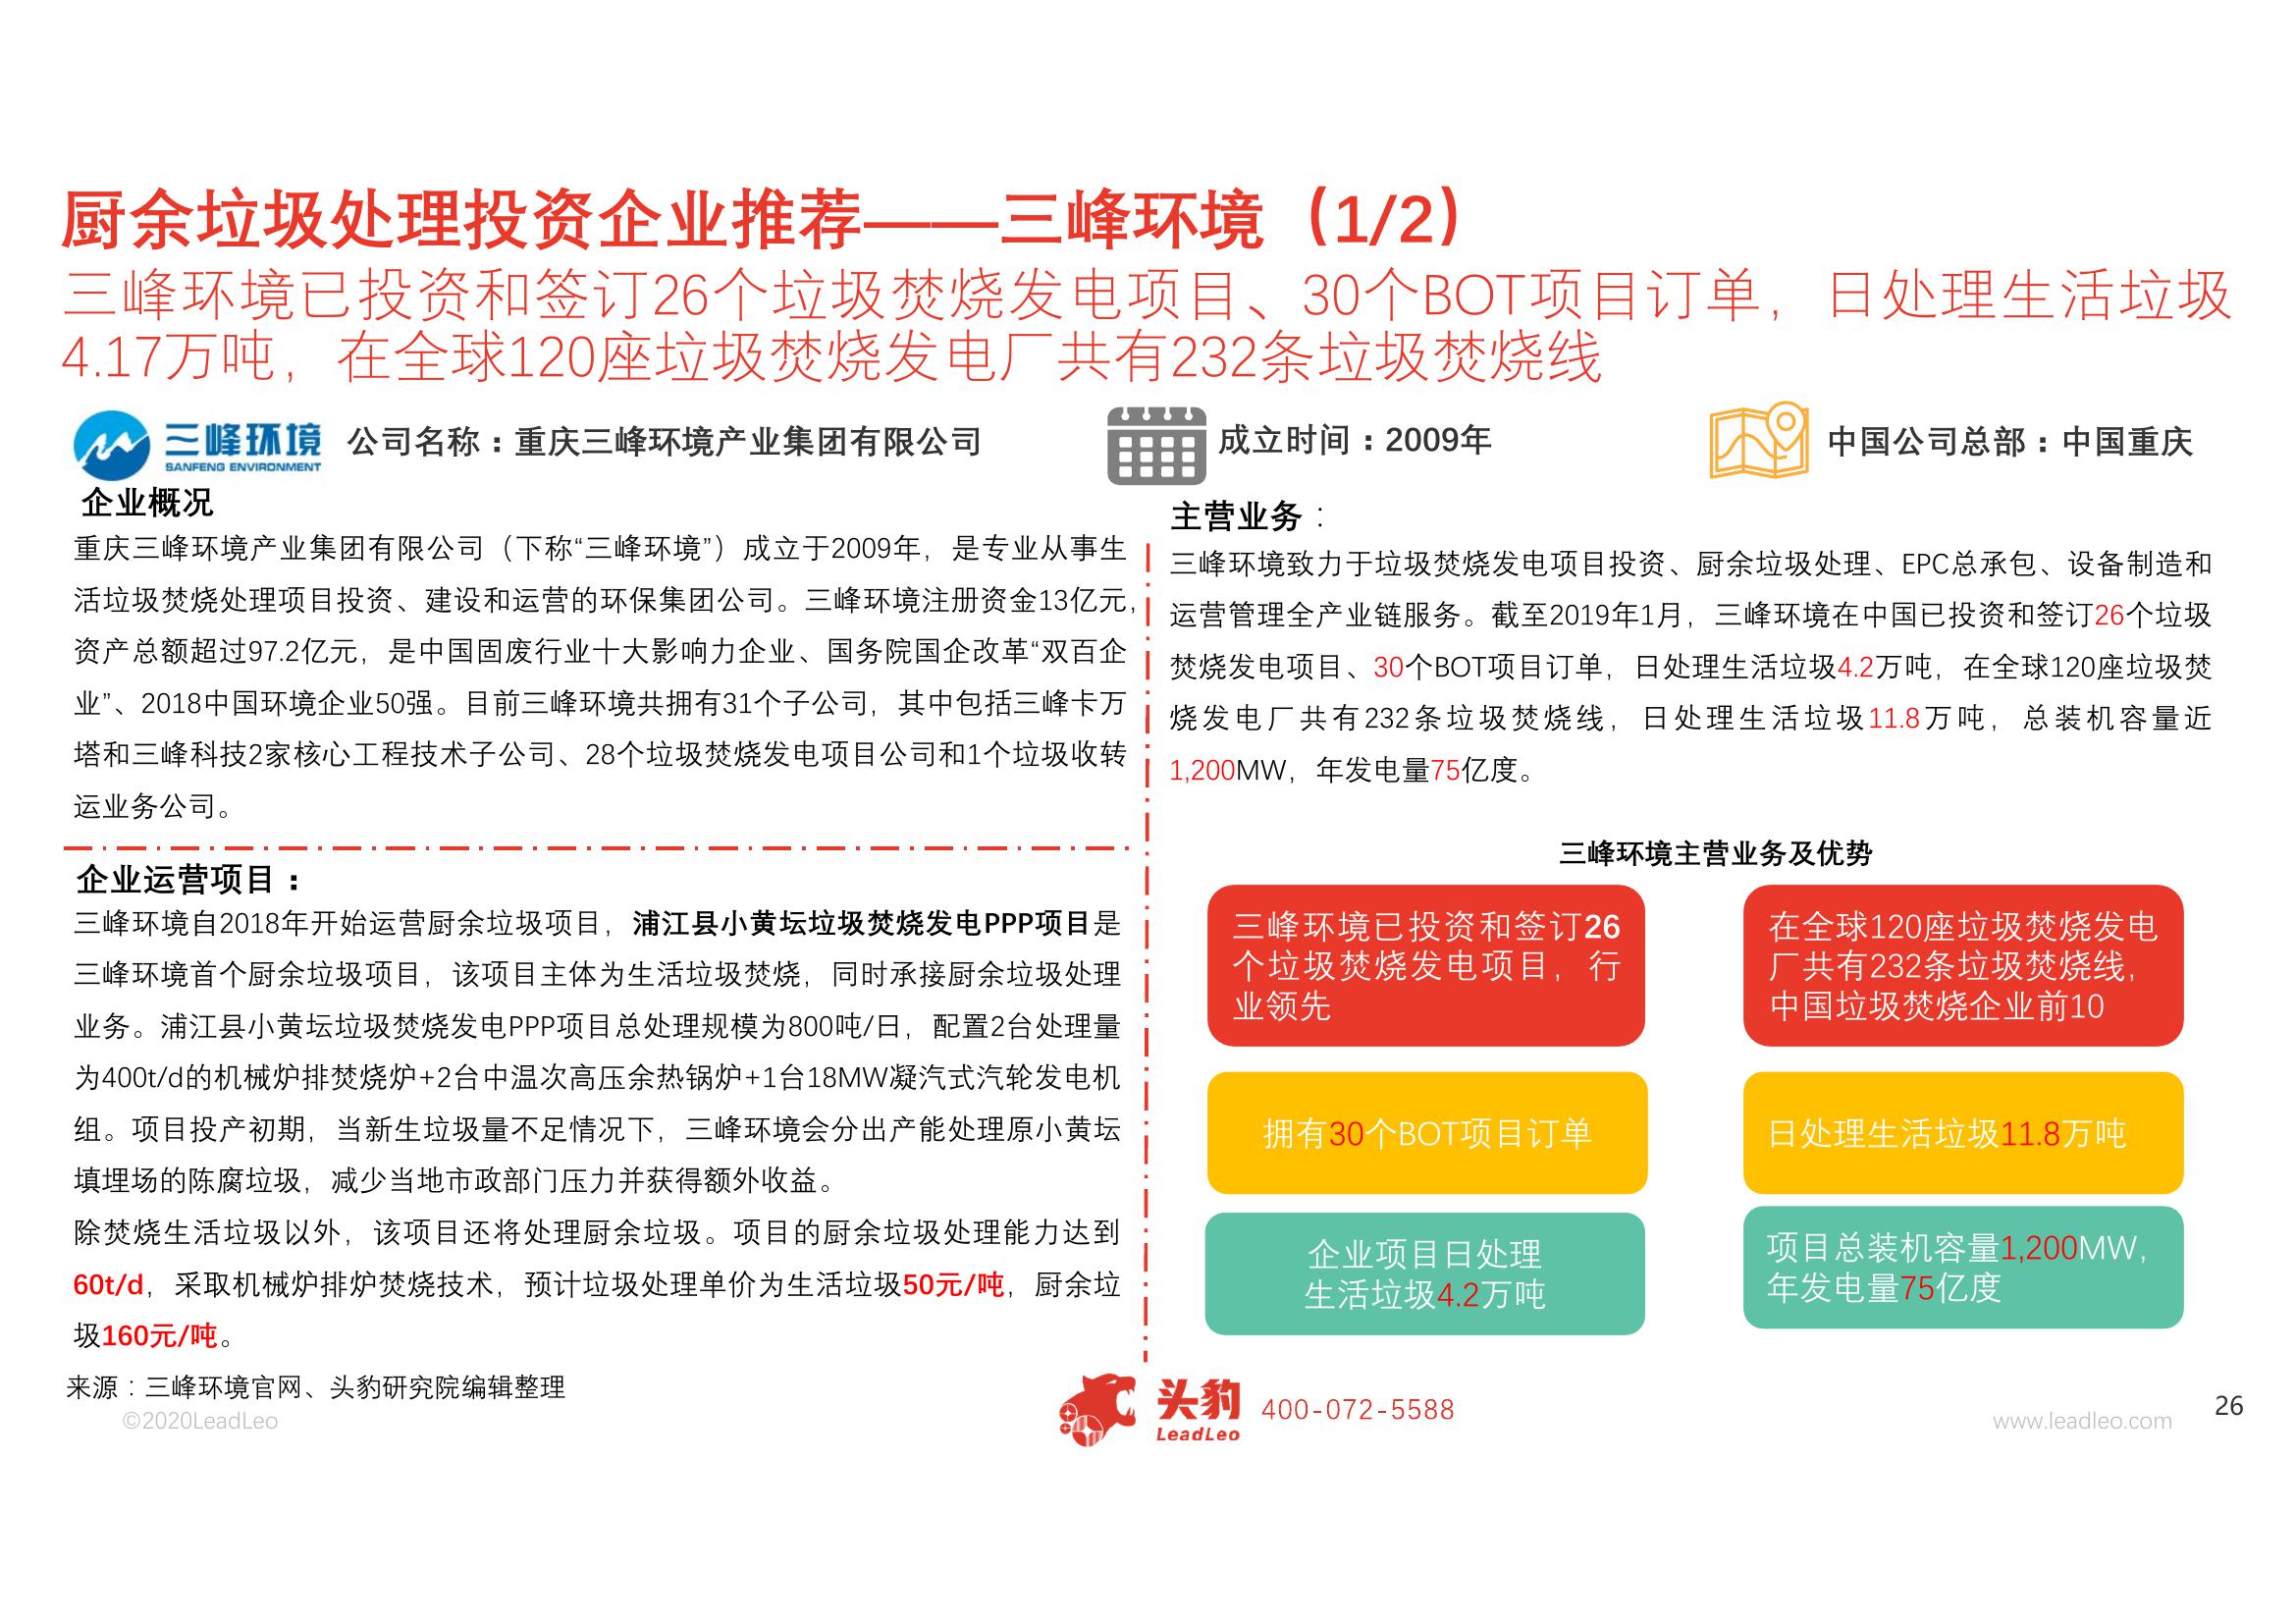 厨余垃圾处理投资企业推荐——三峰环境（1/2）
三峰环境已投资和签订26个垃圾焚烧发电项目、30个BOT项目订单，日处理生活垃圾
4.17万吨，在全球120座垃圾焚烧发电厂共有232条垃圾焚烧线
三峰环境
SANFENG ENVIRONMENT
公司名称：重庆三峰环境产业集团有限公司
成立时间：2009年
中国公司总部：中国重庆
企业概况
重庆三峰环境产业集团有限公司（下称“三峰环境”）成立于2009年，是专业从事生
活垃圾焚烧处理项目投资、建设和运营的环保集团公司。三峰环境注册资金13亿元，
资产总额超过97.2亿元，是中国固废行业十大影响力企业、国务院国企改革“双百企
业”、2018中国环境企业50强。目前三峰环境共拥有31个子公司，其中包括三峰卡万
塔和三峰科技2家核心工程技术子公司、28个垃圾焚烧发电项目公司和1个垃圾收转
运业务公司。
企业运营项目：
三峰环境自2018年开始运营厨余垃圾项目，浦江县小黄坛垃圾焚烧发电PPP项目是
三峰环境首个厨余垃圾项目，该项目主体为生活垃圾焚烧，同时承接厨余垃圾处理
业务。浦江县小黄坛垃圾焚烧发电PPP项目总处理规模为800吨/日，配置2台处理量
为400t/d的机械炉排焚烧炉+2台中温次高压余热锅炉+1台18MW凝汽式汽轮发电机
组。项目投产初期，当新生垃圾量不足情况下，三峰环境会分出产能处理原小黄坛
填埋场的陈腐垃圾，减少当地市政部门压力并获得额外收益。
除焚烧生活垃圾以外，该项目还将处理厨余垃圾。项目的厨余垃圾处理能力达到
60t/d，采取机械炉排炉焚烧技术，预计垃圾处理单价为生活垃圾50元/吨，厨余垃
圾160元/吨。
主营业务：
三峰环境致力于垃圾焚烧发电项目投资、厨余垃圾处理、EPC总承包、设备制造和
运营管理全产业链服务。截至2019年1月，三峰环境在中国已投资和签订26个垃圾
焚烧发电项目、30个BOT项目订单，日处理生活垃圾4.2万吨，在全球120座垃圾焚
烧发电厂共有232条垃圾焚烧线，日处理生活垃圾11.8万吨，总装机容量近
1,200MW，年发电量75亿度。
三峰环境主营业务及优势
三峰环境已投资和签订26
个垃圾焚烧发电项目，行
业领先
在全球120座垃圾焚烧发电
厂共有232条垃圾焚烧线，
中国垃圾焚烧企业前10
拥有30个BOT项目订单
日处理生活垃圾11.8万吨
企业项目日处理
生活垃圾4.2万吨
项目总装机容量1,200MW，
年发电量75亿度
来源：三峰环境官网、头豹研究院编辑整理
©2020LeadLeo
头豹
LeadLeo
400-072-5588
www.leadleo.com
26